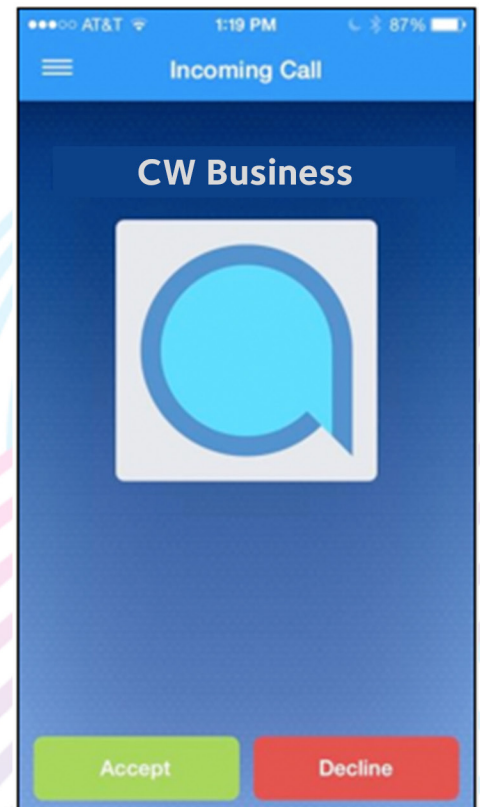 AT&T 1:19 PM 87%
Incoming Call
CW Business
Accept Decline